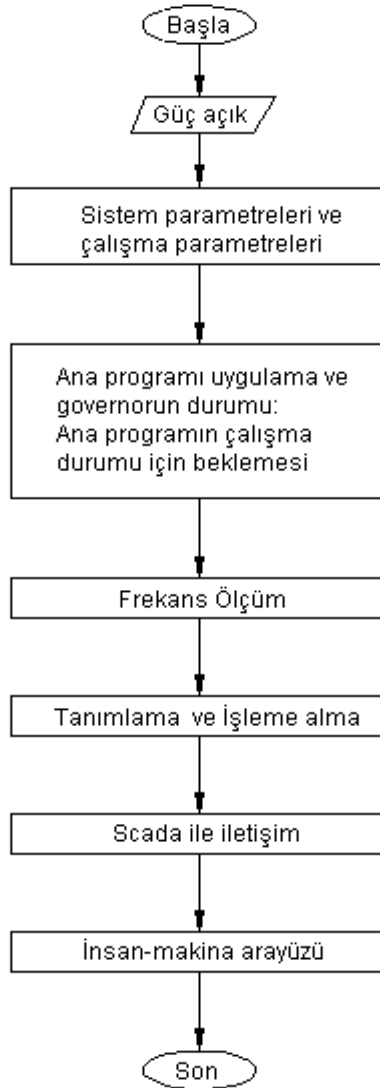 Başla
Güç açık
Sistem parametreleri ve
çalışma parametreleri
Ana programı uygulama ve
governorun durumu:
Ana programın çalışma
durumu için beklemesi
Frekans Ölçüm
Tanımlama ve İşleme alma
Scada ile iletişim
İnsan-makina arayüzü
Son